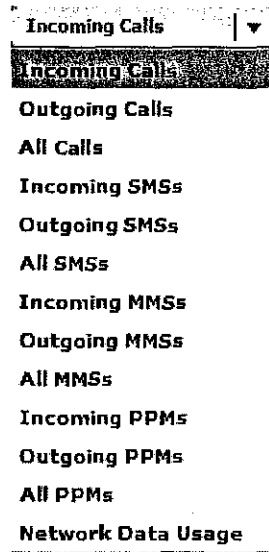 Incoming Calls
Incoming Calls
Outgoing Calls
All Calls
Incoming SMSs
Outgoing SMSs
All SMSs
Incoming MMSs
Outgoing MMSs
All MMSs
Incoming PPMs
Outgoing PPMs
All PPMs
Network Data Usage